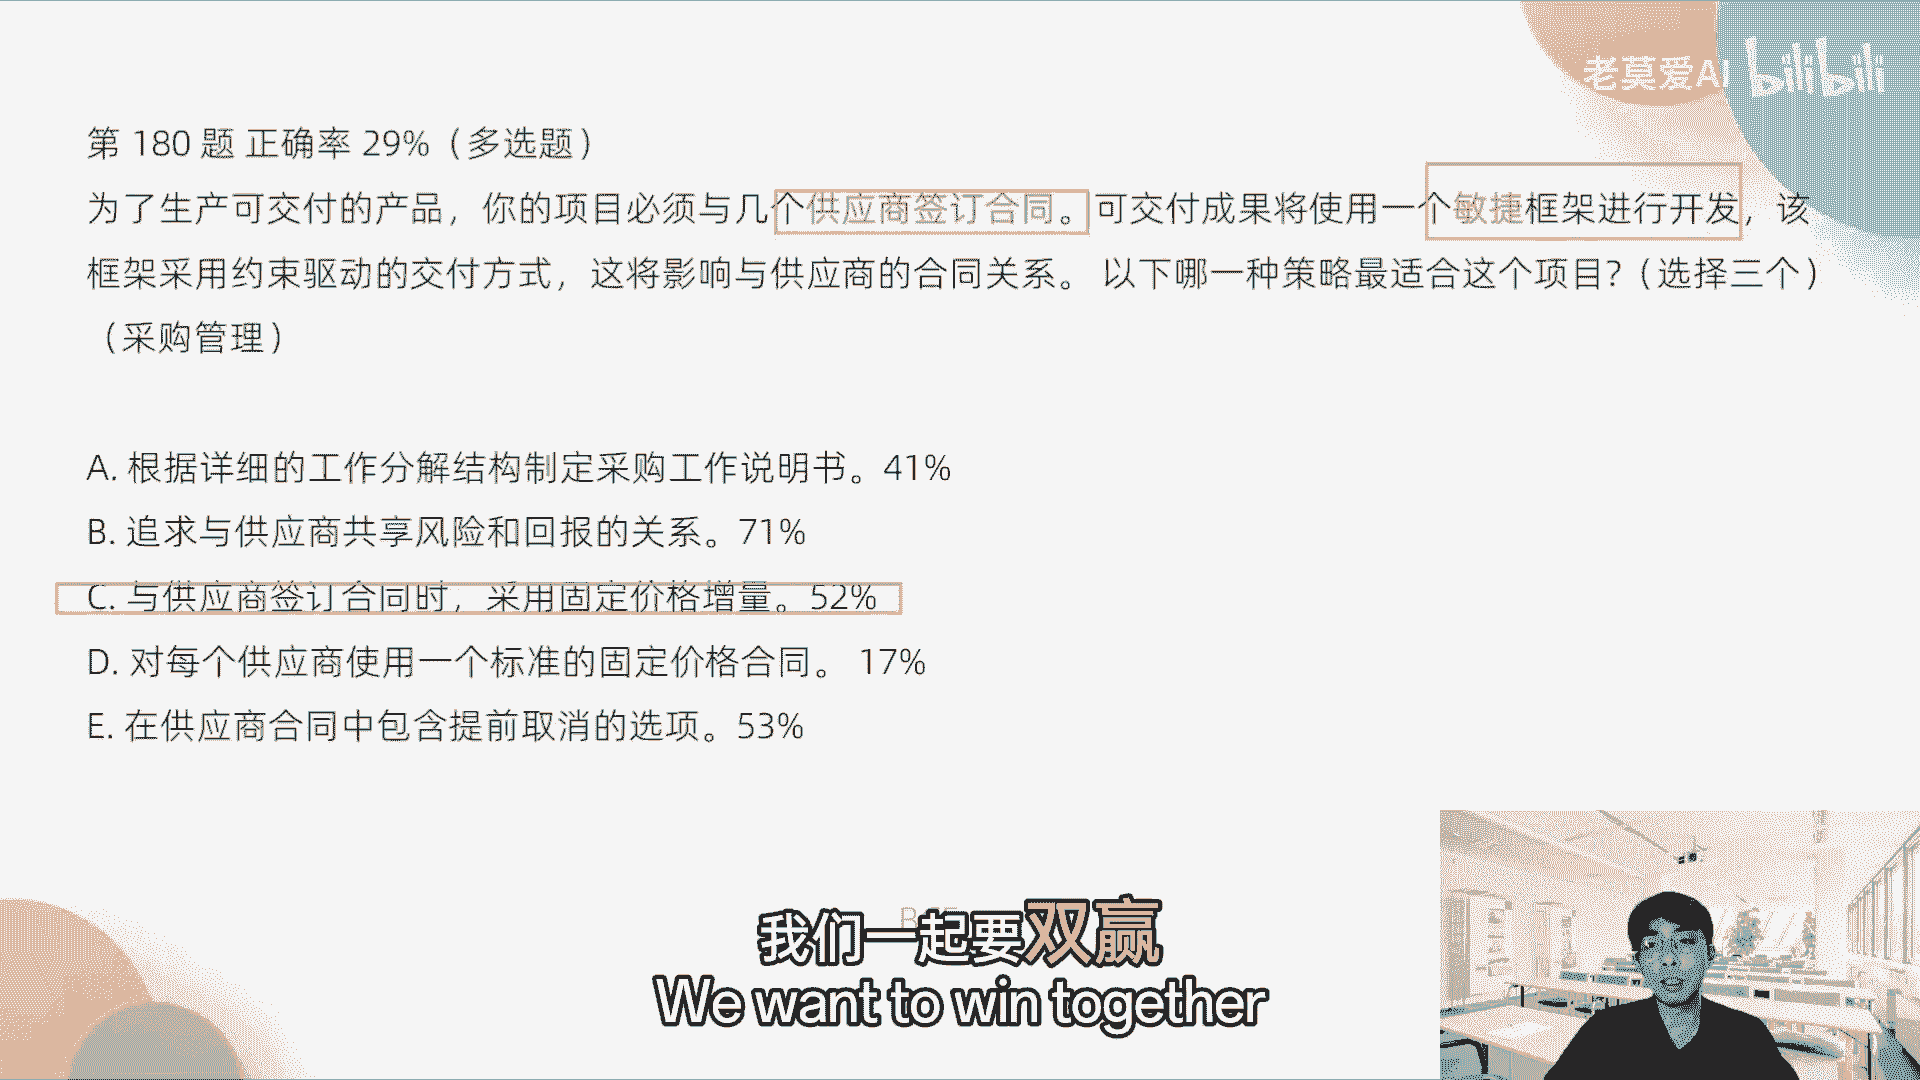 老莫爱AI bilibili
第 180 题 正确率 29%（多选题）
为了生产可交付的产品，你的项目必须与几个供应商签订合同。可交付成果将使用一个敏捷框架进行开发，该
框架采用约束驱动的交付方式，这将影响与供应商的合同关系。 以下哪一种策略最适合这个项目?（选择三个）
（采购管理）
A. 根据详细的工作分解结构制定采购工作说明书。41%
B. 追求与供应商共享风险和回报的关系。71%
C. 与供应商签订合同时，采用固定价格增量。52%
D. 对每个供应商使用一个标准的固定价格合同。 17%
E. 在供应商合同中包含提前取消的选项。53%
我们一起要双赢
We want to win together